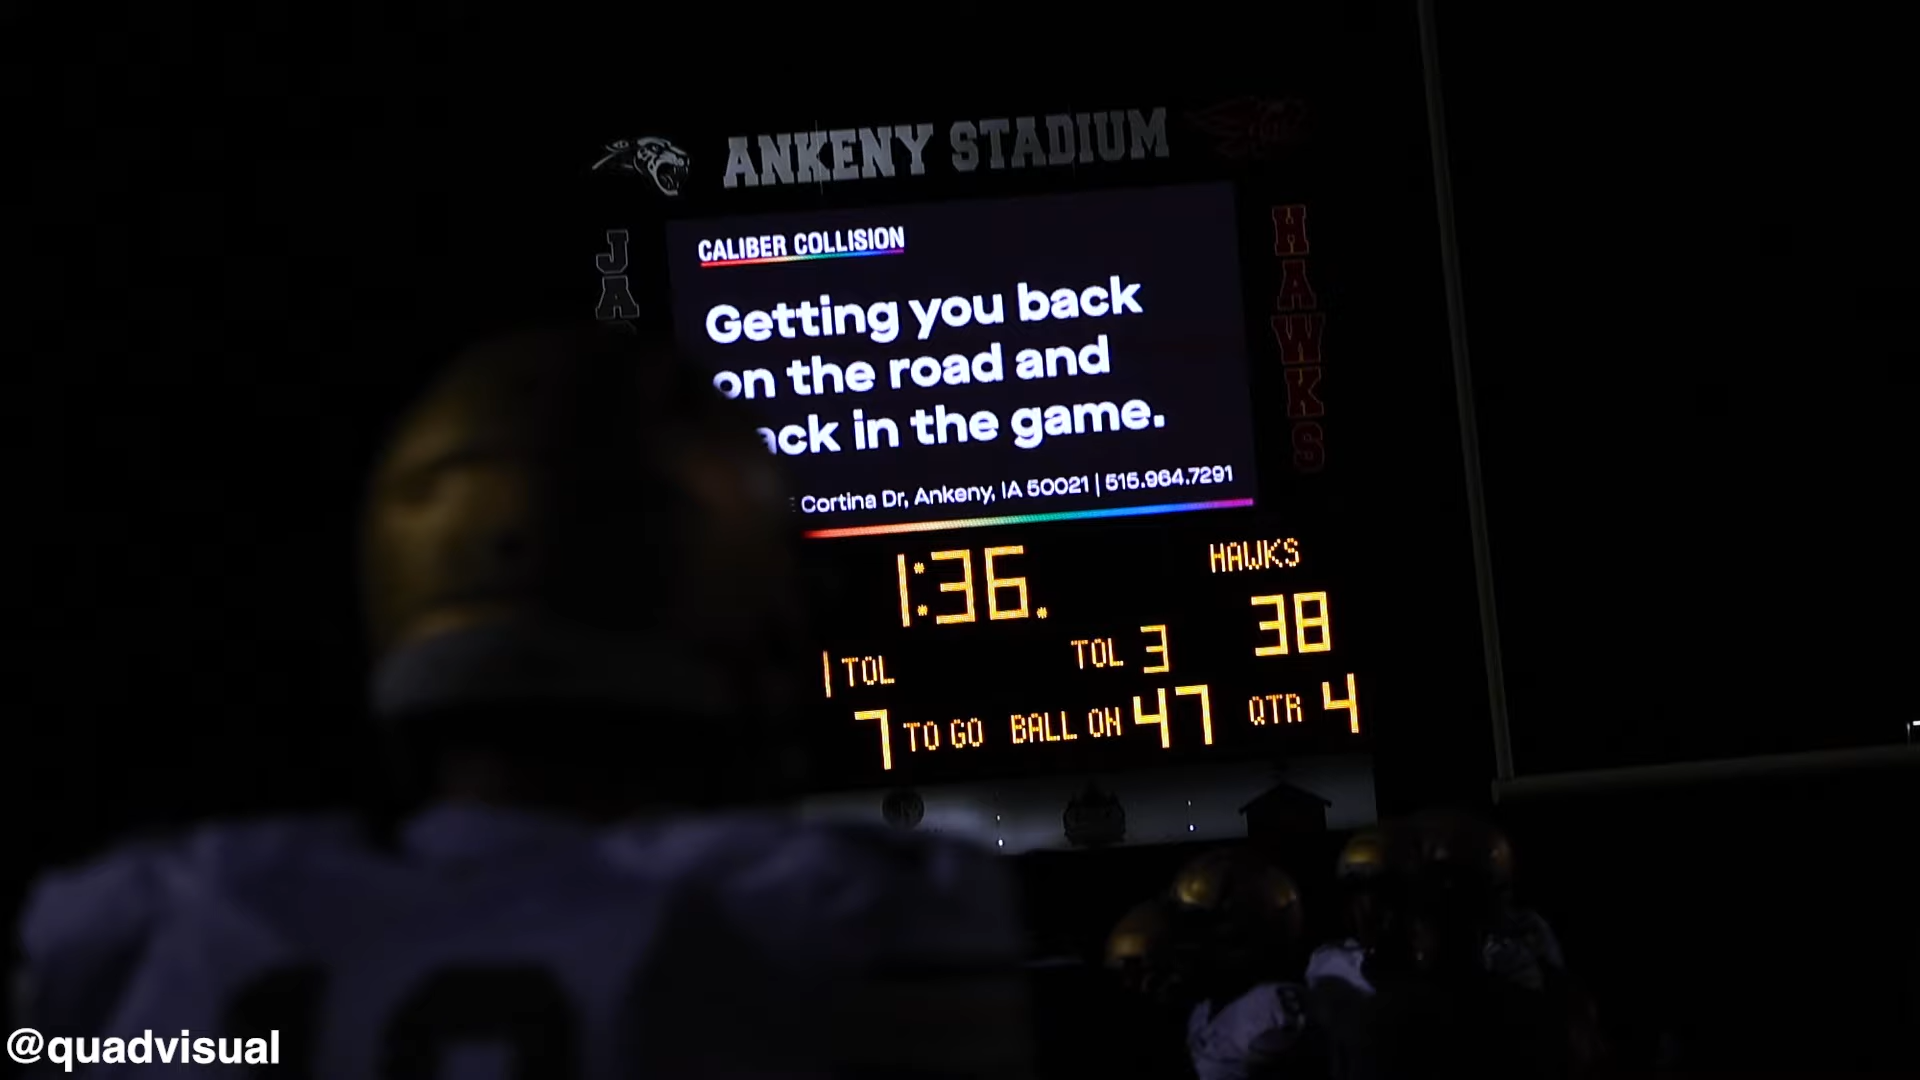 ANKENY STADIUM
JA
HAWKS
CALIBER COLLISION
Getting you back
on the road and
ack in the game.
Cortina Dr, Ankeny, IA 50021 | 515.964.7291
1:36.
HAWKS
38
1 TOL
TOL 3
7 TO GO BALL ON 47 QTR 4
@quadvisual